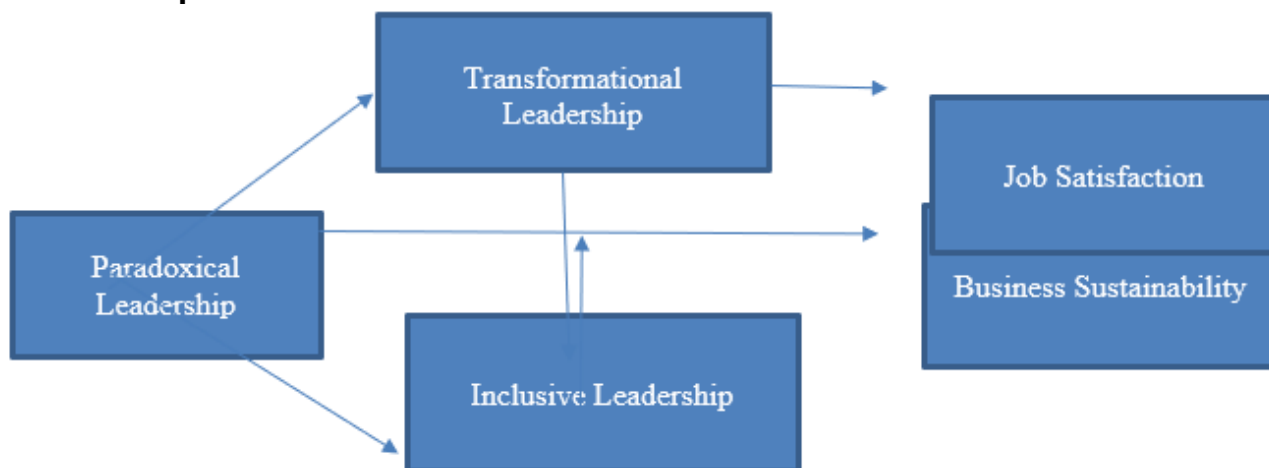 Transformational
Leadership
Job Satisfaction
Paradoxical
Leadership
Business Sustainability
Inclusive Leadership